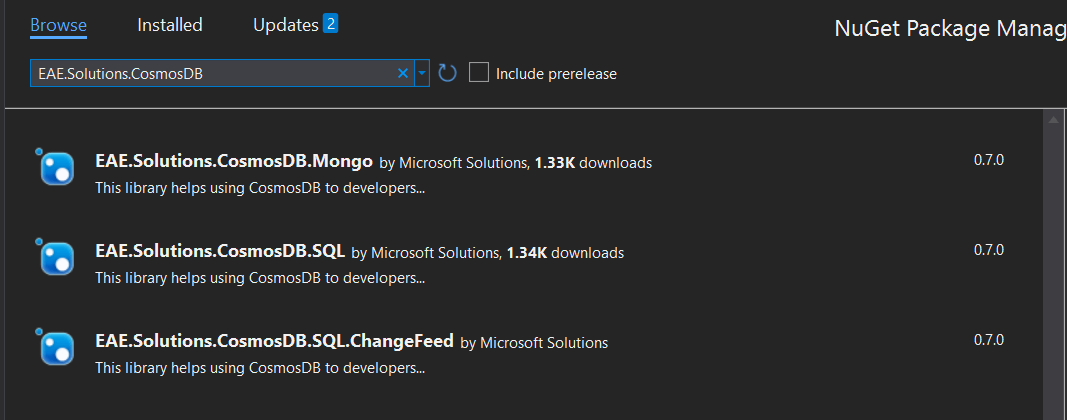 Browse Installed Updates 2 NuGet Package Manag
EAE.Solutions.CosmosDB Include prerelease
EAE.Solutions.CosmosDB.Mongo by Microsoft Solutions, 1.33K downloads 0.7.0
This library helps using CosmosDB to developers...
EAE.Solutions.CosmosDB.SQL by Microsoft Solutions, 1.34K downloads 0.7.0
This library helps using CosmosDB to developers...
EAE.Solutions.CosmosDB.SQL.ChangeFeed by Microsoft Solutions 0.7.0
This library helps using CosmosDB to developers...